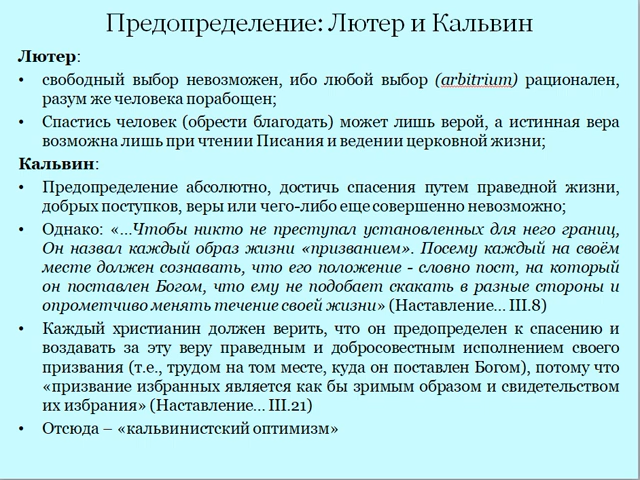 Предопределение: Лютер и Кальвин
Лютер:
• свободный выбор невозможен, ибо любой выбор (arbitrium) рационален,
разум же человека порабощен;
• Спастись человек (обрести благодать) может лишь верой, а истинная вера
возможна лишь при чтении Писания и ведении церковной жизни;
Кальвин:
• Предопределение абсолютно, достичь спасения путем праведной жизни,
добрых поступков, веры или чего-либо еще совершенно невозможно;
• Однако: «…Чтобы никто не преступал установленных для него границ,
Он назвал каждый образ жизни «призванием». Посему каждый на своём
месте должен сознавать, что его положение - словно пост, на который
он поставлен Богом, что ему не подобает скакать в разные стороны и
опрометчиво менять течение своей жизни» (Наставление… III.8)
• Каждый христианин должен верить, что он предопределен к спасению и
воздавать за эту веру праведным и добросовестным исполнением своего
призвания (т.е., трудом на том месте, куда он поставлен Богом), потому что
«призвание избранных является как бы зримым образом и свидетельством
их избрания» (Наставление… III.21)
• Отсюда – «кальвинистский оптимизм»